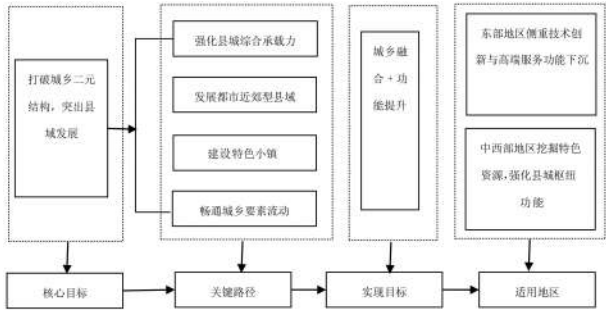 打破城乡二元
结构，突出县
域发展
强化县城综合承载力
发展都市近郊型县域
建设特色小镇
畅通城乡要素流动
城乡融
合 + 功
能提升
东部地区侧重技术创
新与高端服务功能下沉
中西部地区挖掘特色
资源,强化县城枢纽
功能
核心目标
关键路径
实现目标
适用地区